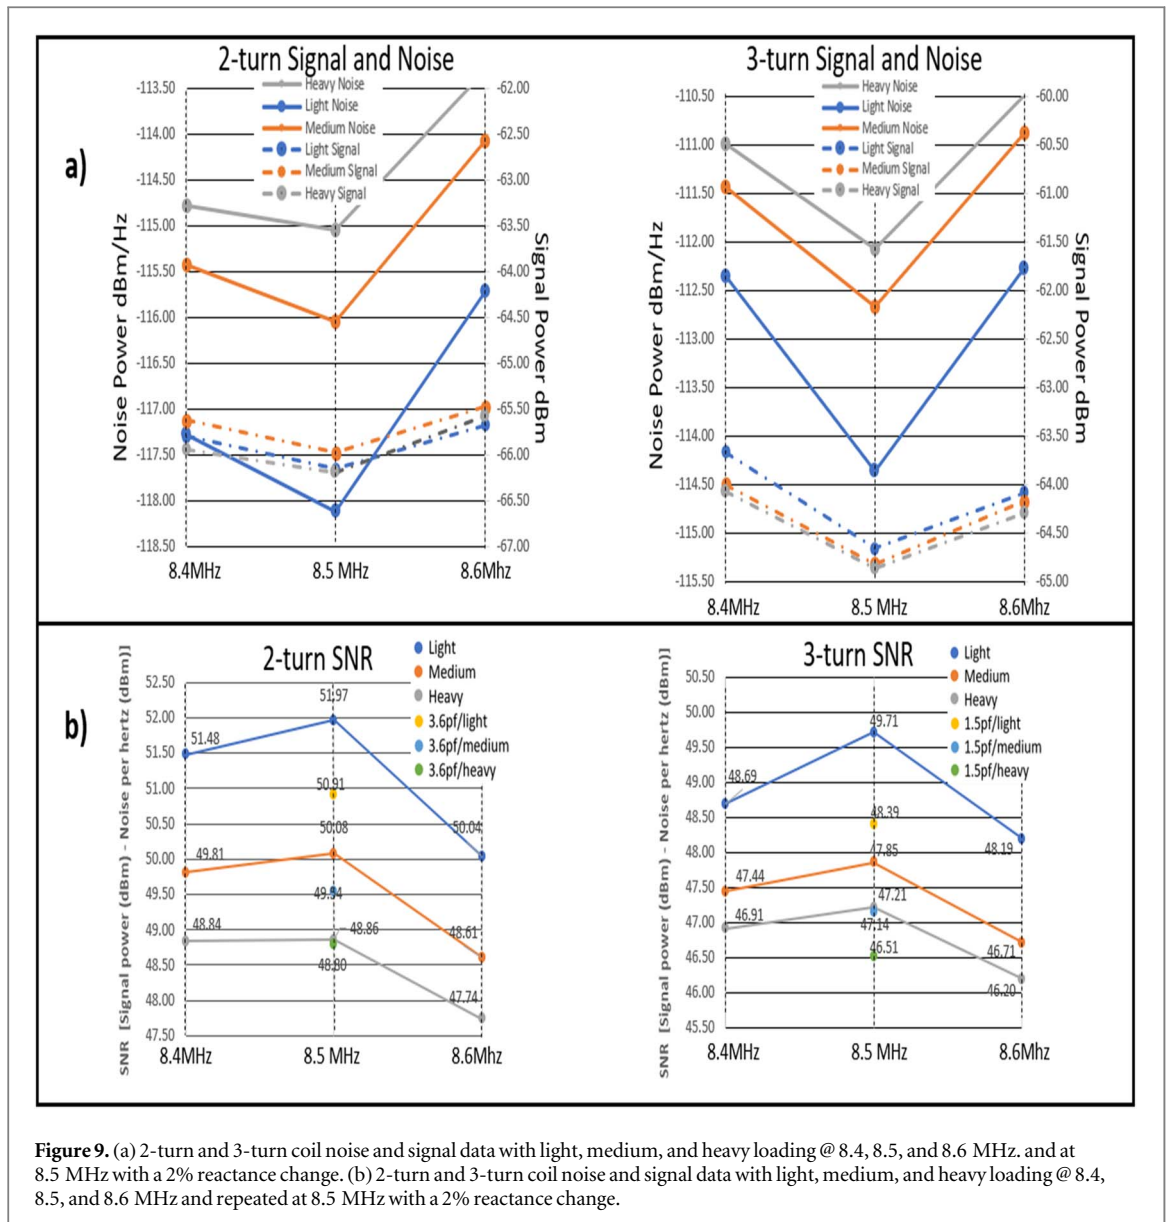 a)
2-turn Signal and Noise
Heavy Noise
Light Noise
Medium Noise
Light Signal
Medium SIgnal
Heavy Signal
Noise Power dBm/Hz
-113.50
-114.00
-114.50
-115.00
-115.50
-116.00
-116.50
-117.00
-117.50
-118.00
-118.50
-62.00
-62.50
-63.00
-63.50
-64.00
-64.50
-65.00
-65.50
-66.00
-66.50
-67.00
Signal Power dBm
8.4MHz
8.5 MHz
8.6Mhz
3-turn Signal and Noise
Heavy Noise
Light Noise
Medium Noise
Light SIgnal
Medium SIgnal
Heavy Signal
Noise Power dBm/Hz
-110.50
-111.00
-111.50
-112.00
-112.50
-113.00
-113.50
-114.00
-114.50
-115.00
-115.50
-60.00
-60.50
-61.00
-61.50
-62.00
-62.50
-63.00
-63.50
-64.00
-64.50
-65.00
Signal Power dBm
8.4MHz
8.5 MHz
8.6Mhz
b)
2-turn SNR
Light
Medium
Heavy
3.6pf/light
3.6pf/medium
3.6pf/heavy
SNR [Signal power (dBm) - Noise per hertz (dBm)]
52.50
52.00
51.50
51.00
50.50
50.00
49.50
49.00
48.50
48.00
47.50
51.97
51.48
50.91
50.08
50.04
49.81
49.54
48.84
48.86
48.61
48.80
47.74
8.4MHz
8.5 MHz
8.6Mhz
3-turn SNR
Light
Medium
Heavy
1.5pf/light
1.5pf/medium
1.5pf/heavy
SNR [Signal power (dBm) - Noise per hertz (dBm)]
50.50
50.00
49.50
49.00
48.50
48.00
47.50
47.00
46.50
46.00
45.50
49.71
48.69
48.39
47.85
48.19
47.44
47.21
46.91
47.14
46.51
46.71
46.20
8.4MHz
8.5 MHz
8.6Mhz
Figure 9. (a) 2-turn and 3-turn coil noise and signal data with light, medium, and heavy loading @ 8.4, 8.5, and 8.6 MHz. and at
8.5 MHz with a 2% reactance change. (b) 2-turn and 3-turn coil noise and signal data with light, medium, and heavy loading @ 8.4,
8.5, and 8.6 MHz and repeated at 8.5 MHz with a 2% reactance change.